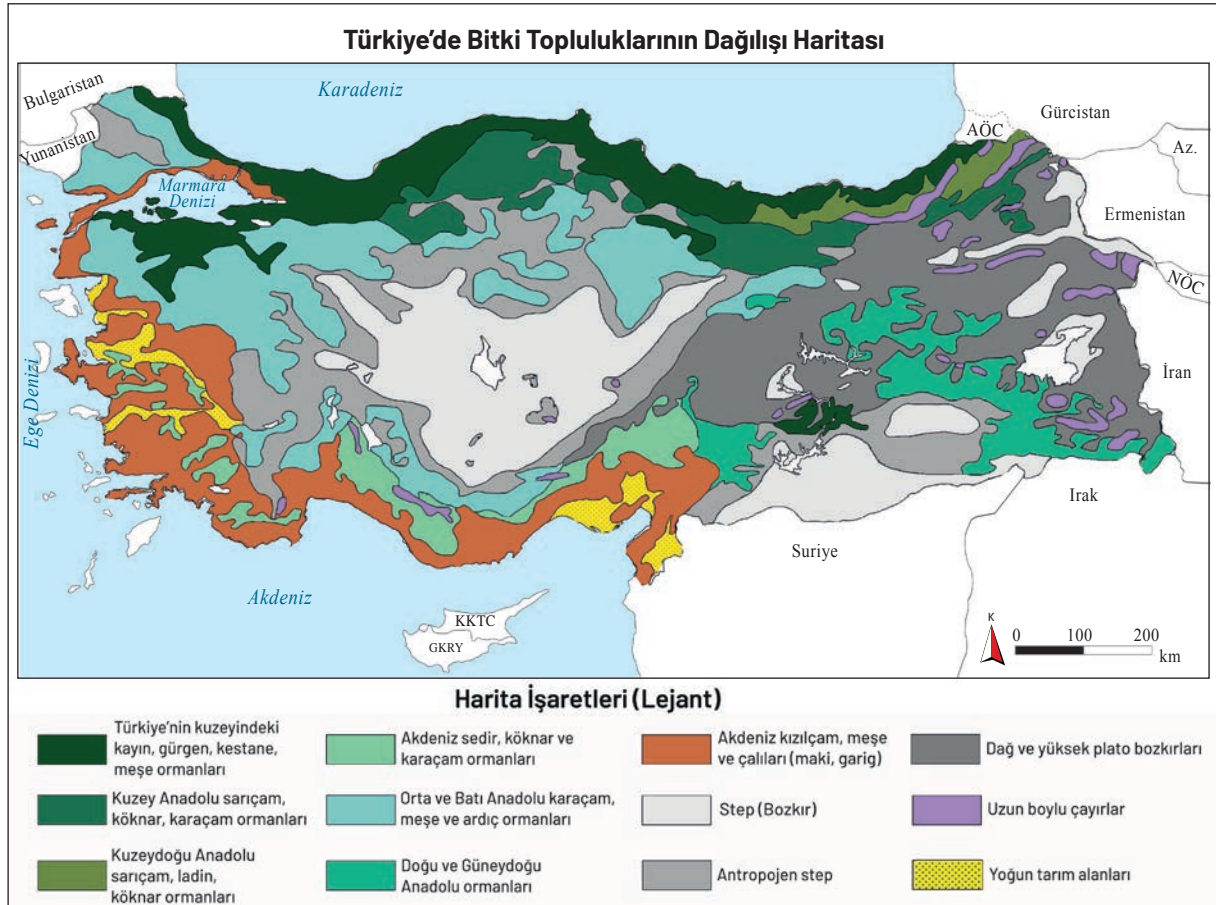 Türkiye’de Bitki Topluluklarının Dağılışı Haritası
Bulgaristan
Karadeniz
Gürcistan
AÖC
Yunanistan
Az.
Marmara
Denizi
Ermenistan
NÖC
Ege Denizi
İran
Irak
Suriye
Akdeniz
KKTC
GKRY
K
0 100 200
km
Harita İşaretleri (Lejant)
Türkiye’nin kuzeyindeki
kayın, gürgen, kestane,
meşe ormanları
Akdeniz sedir, köknar ve
karaçam ormanları
Akdeniz kızılçam, meşe
ve çalıları (maki, garig)
Dağ ve yüksek plato bozkırları
Kuzey Anadolu sarıçam,
köknar, karaçam ormanları
Orta ve Batı Anadolu karaçam,
meşe ve ardıç ormanları
Step (Bozkır)
Uzun boylu çayırlar
Kuzeydoğu Anadolu
sarıçam, ladin,
köknar ormanları
Doğu ve Güneydoğu
Anadolu ormanları
Antropojen step
Yoğun tarım alanları